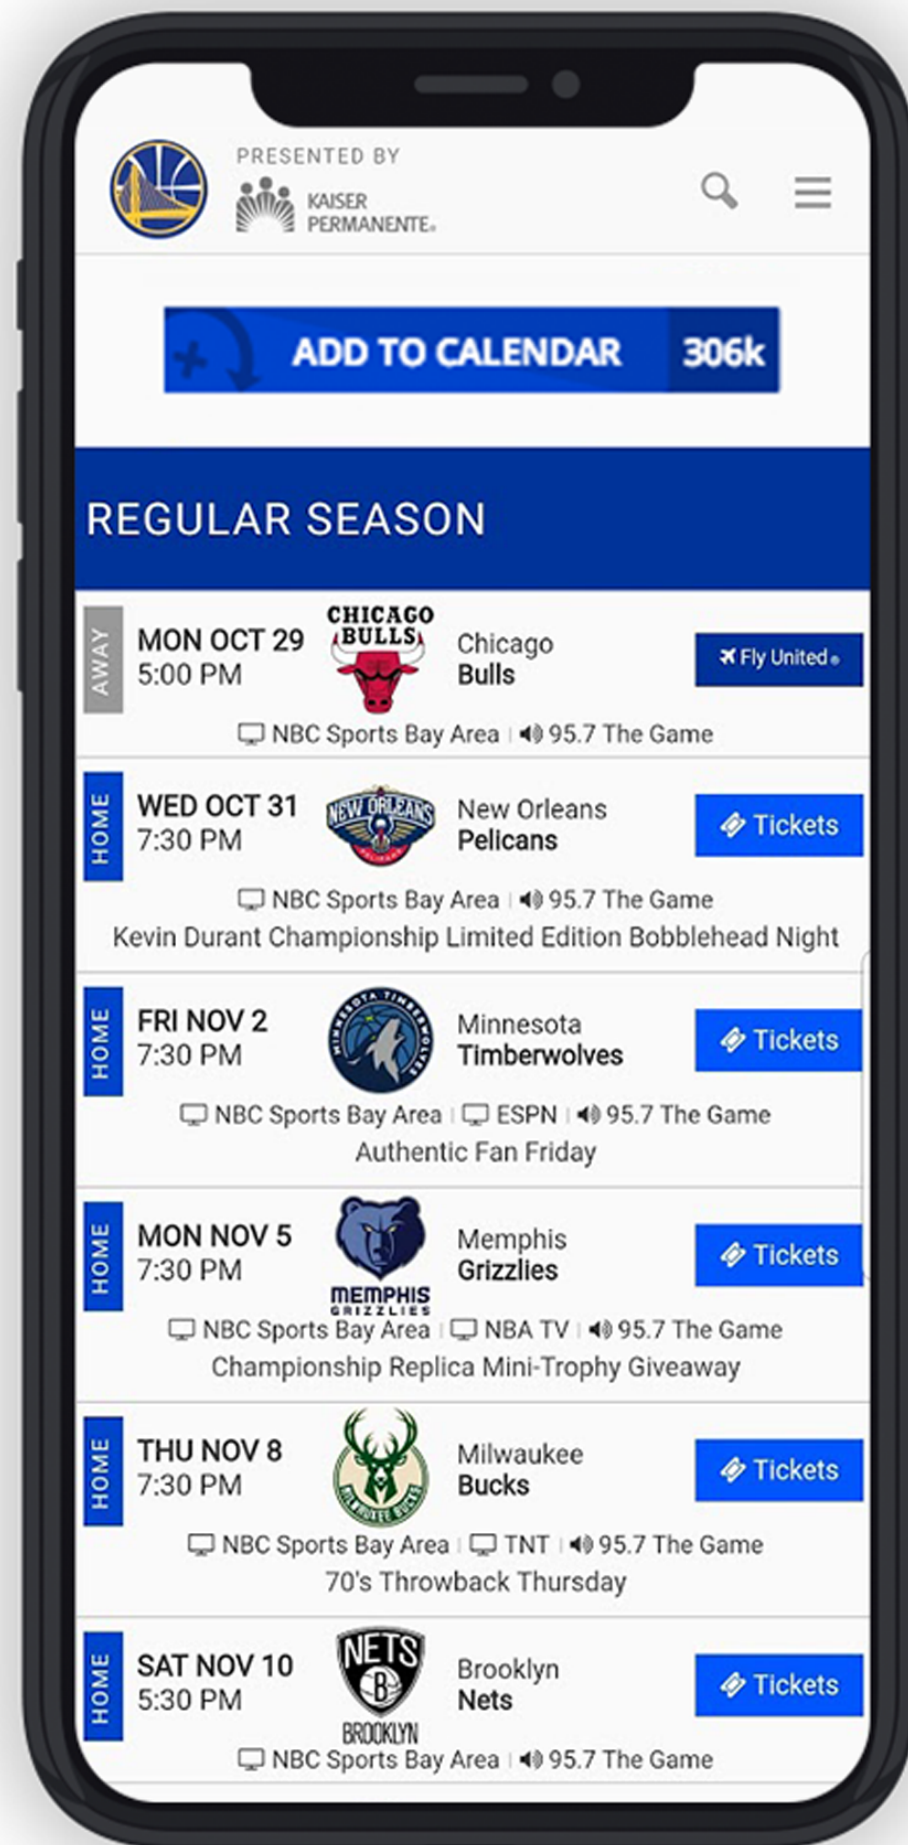 PRESENTED BY
KAISER
PERMANENTE®
ADD TO CALENDAR 306k
REGULAR SEASON
AWAY
MON OCT 29
5:00 PM
CHICAGO
BULLS
Chicago
Bulls
Fly United®
NBC Sports Bay Area | 95.7 The Game
HOME
WED OCT 31
7:30 PM
NEW ORLEANS
PELICANS
New Orleans
Pelicans
Tickets
NBC Sports Bay Area | 95.7 The Game
Kevin Durant Championship Limited Edition Bobblehead Night
HOME
FRI NOV 2
7:30 PM
MINNESOTA TIMBERWOLVES
Minnesota
Timberwolves
Tickets
NBC Sports Bay Area | ESPN | 95.7 The Game
Authentic Fan Friday
HOME
MON NOV 5
7:30 PM
MEMPHIS
GRIZZLIES
Memphis
Grizzlies
Tickets
NBC Sports Bay Area | NBA TV | 95.7 The Game
Championship Replica Mini-Trophy Giveaway
HOME
THU NOV 8
7:30 PM
MILWAUKEE BUCKS
Milwaukee
Bucks
Tickets
NBC Sports Bay Area | TNT | 95.7 The Game
70's Throwback Thursday
HOME
SAT NOV 10
5:30 PM
NETS
B
BROOKLYN
Brooklyn
Nets
Tickets
NBC Sports Bay Area | 95.7 The Game